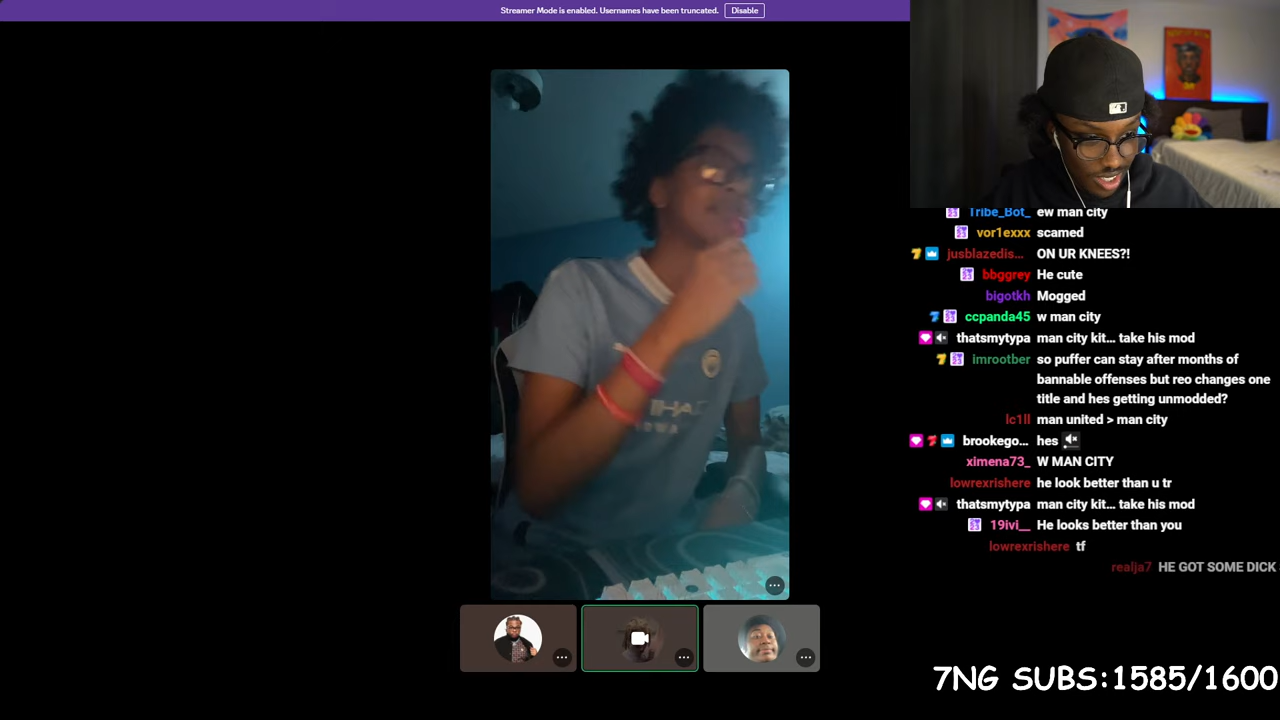 Streamer Mode is enabled. Usernames have been truncated. Disable
Tribe_Bot_ ew man city
vor1exxx scamed
jusblazedis... ON UR KNEES?!
bbggrey He cute
bigotkh Mogged
ccpanda45 w man city
thatsmytypa man city kit... take his mod
imrootber so puffer can stay after months of
bannable offenses but reo changes one
title and hes getting unmodded?
lc1ll man united > man city
brookego... hes
ximena73_ W MAN CITY
lowrexrishere he look better than u tr
thatsmytypa man city kit... take his mod
19ivi__ He looks better than you
lowrexrishere tf
realja7 HE GOT SOME DICK
7NG SUBS:1585/1600